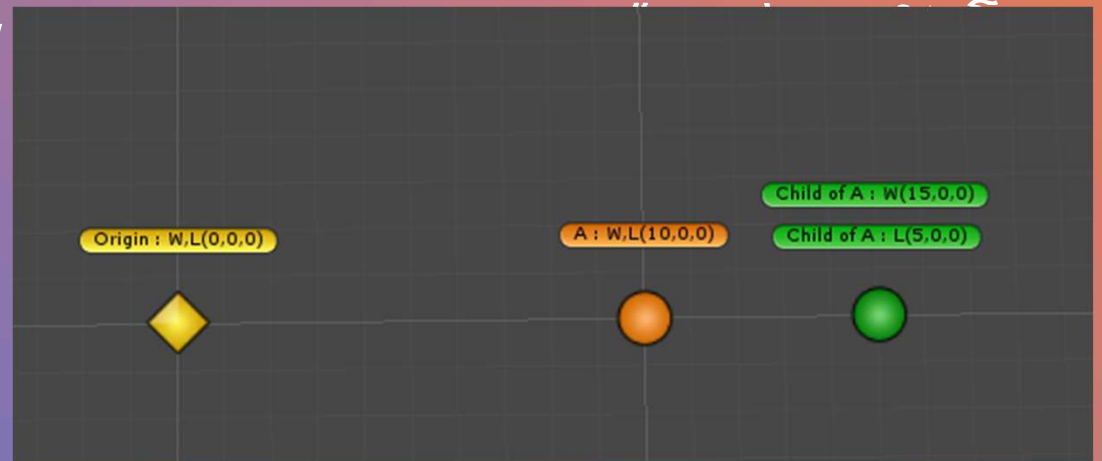 Child of A : W(15,0,0)
Origin : W,L(0,0,0)
A : W,L(10,0,0)
Child of A : L(5,0,0)